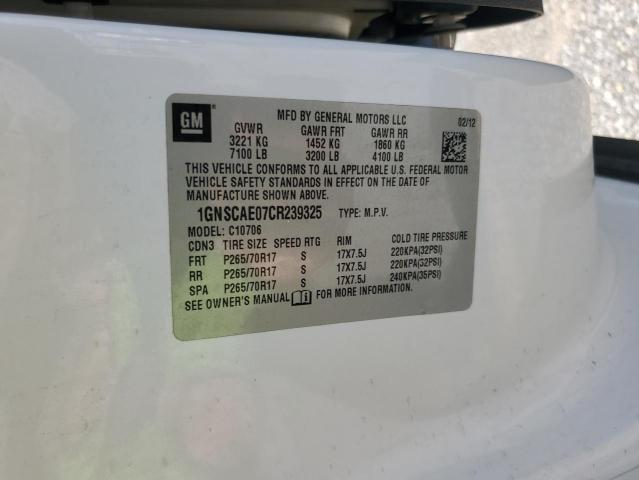 GM ®
MFD BY GENERAL MOTORS LLC 02/12
GVWR GAWR FRT GAWR RR
3221 KG 1452 KG 1860 KG
7100 LB 3200 LB 4100 LB
THIS VEHICLE CONFORMS TO ALL APPLICABLE U.S. FEDERAL MOTOR
VEHICLE SAFETY STANDARDS IN EFFECT ON THE DATE OF
MANUFACTURE SHOWN ABOVE.
1GNSCAE07CR239325 TYPE: M.P.V.
MODEL: C10706
CDN3 TIRE SIZE SPEED RTG RIM COLD TIRE PRESSURE
FRT P265/70R17 S 17X7.5J 220KPA(32PSI)
RR P265/70R17 S 17X7.5J 220KPA(32PSI)
SPA P265/70R17 S 17X7.5J 240KPA(35PSI)
SEE OWNER'S MANUAL FOR MORE INFORMATION.